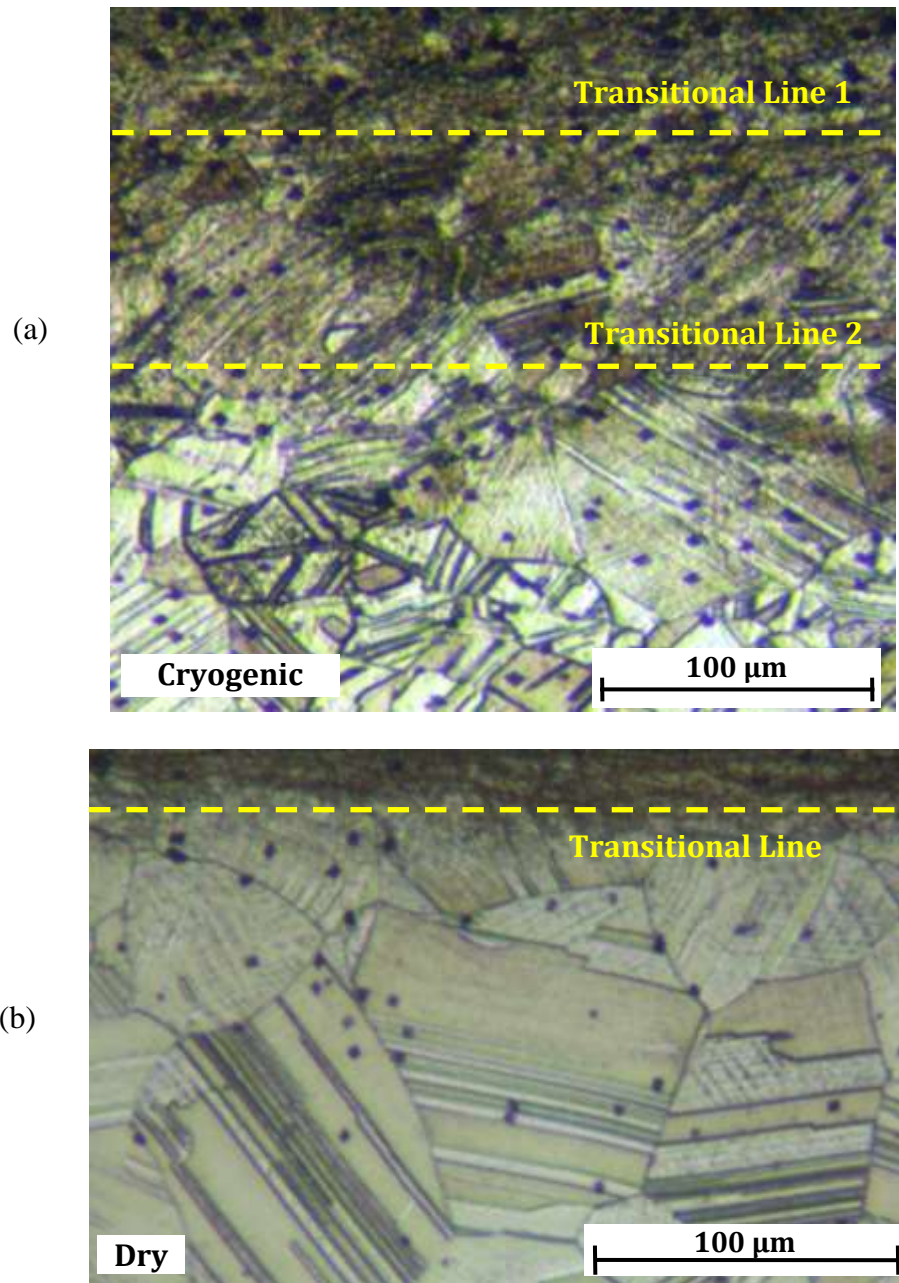 Transitional Line 1
(a)
Transitional Line 2
Cryogenic
100 µm
Transitional Line
(b)
Dry
100 µm